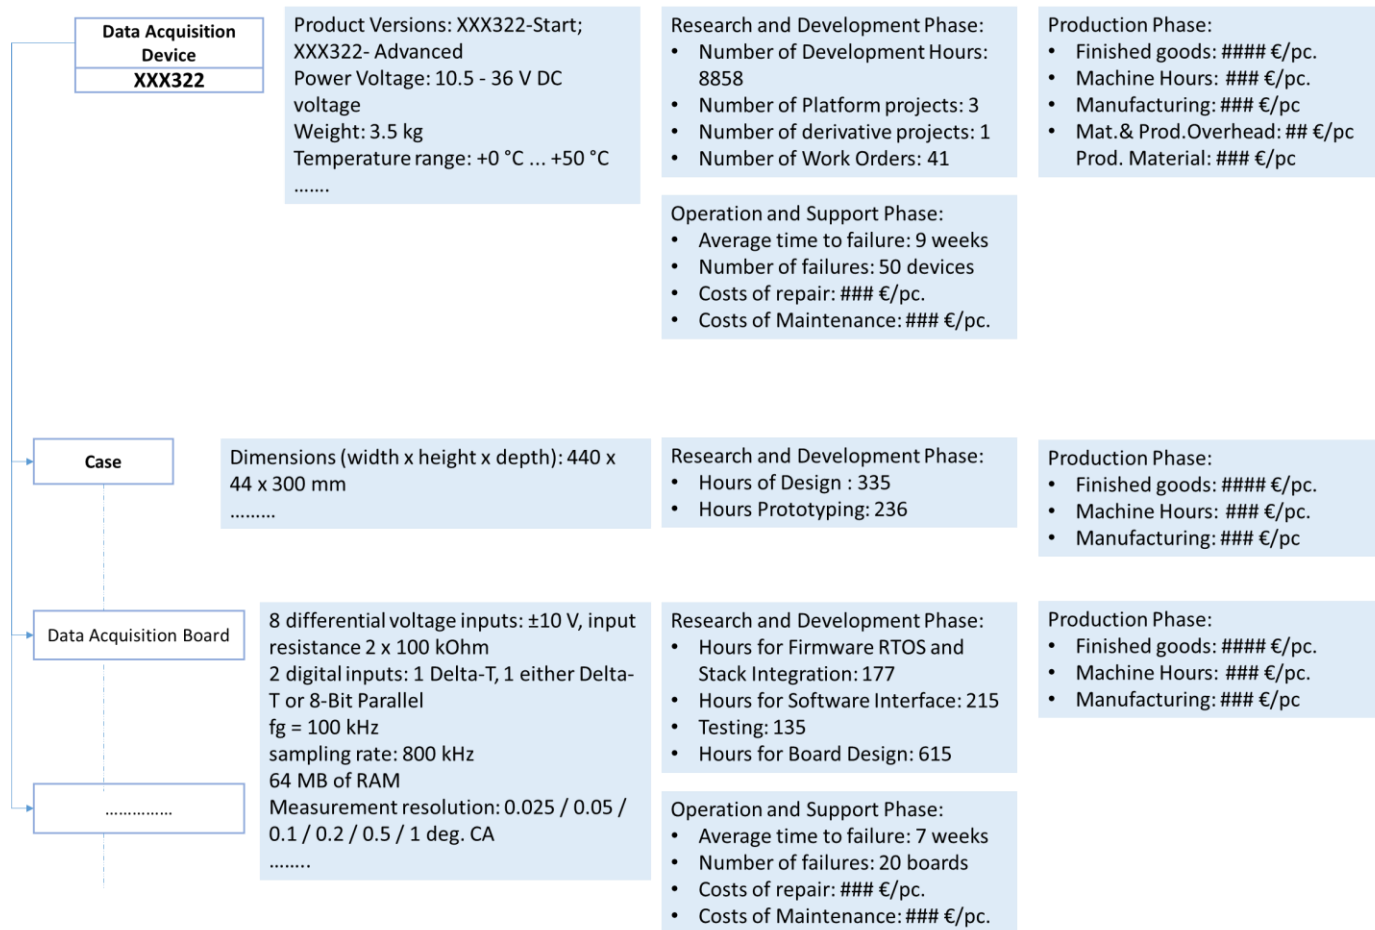 Data Acquisition
Device
XXX322
Product Versions: XXX322-Start;
XXX322- Advanced
Power Voltage: 10.5 - 36 V DC
voltage
Weight: 3.5 kg
Temperature range: +0 °C ... +50 °C
.......
Research and Development Phase:
• Number of Development Hours:
8858
• Number of Platform projects: 3
• Number of derivative projects: 1
• Number of Work Orders: 41
Production Phase:
• Finished goods: #### €/pc.
• Machine Hours: ### €/pc.
• Manufacturing: ### €/pc
• Mat.& Prod.Overhead: ## €/pc
Prod. Material: ### €/pc
Operation and Support Phase:
• Average time to failure: 9 weeks
• Number of failures: 50 devices
• Costs of repair: ### €/pc.
• Costs of Maintenance: ### €/pc.
Case
Dimensions (width x height x depth): 440 x
44 x 300 mm
.........
Research and Development Phase:
• Hours of Design : 335
• Hours Prototyping: 236
Production Phase:
• Finished goods: #### €/pc.
• Machine Hours: ### €/pc.
• Manufacturing: ### €/pc
Data Acquisition Board
8 differential voltage inputs: ±10 V, input
resistance 2 x 100 kOhm
2 digital inputs: 1 Delta-T, 1 either Delta-
T or 8-Bit Parallel
fg = 100 kHz
sampling rate: 800 kHz
64 MB of RAM
Measurement resolution: 0.025 / 0.05 /
0.1 / 0.2 / 0.5 / 1 deg. CA
........
Research and Development Phase:
• Hours for Firmware RTOS and
Stack Integration: 177
• Hours for Software Interface: 215
• Testing: 135
• Hours for Board Design: 615
Production Phase:
• Finished goods: #### €/pc.
• Machine Hours: ### €/pc.
• Manufacturing: ### €/pc
...............
Operation and Support Phase:
• Average time to failure: 7 weeks
• Number of failures: 20 boards
• Costs of repair: ### €/pc.
• Costs of Maintenance: ### €/pc.